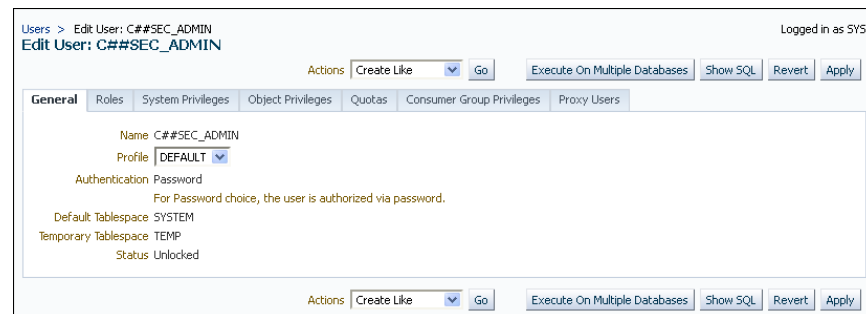 Users > Edit User: C##SEC_ADMIN
Logged in as SYS
Edit User: C##SEC_ADMIN
Actions Create Like Go Execute On Multiple Databases Show SQL Revert Apply
General Roles System Privileges Object Privileges Quotas Consumer Group Privileges Proxy Users
Name C##SEC_ADMIN
Profile DEFAULT
Authentication Password
For Password choice, the user is authorized via password.
Default Tablespace SYSTEM
Temporary Tablespace TEMP
Status Unlocked
Actions Create Like Go Execute On Multiple Databases Show SQL Revert Apply